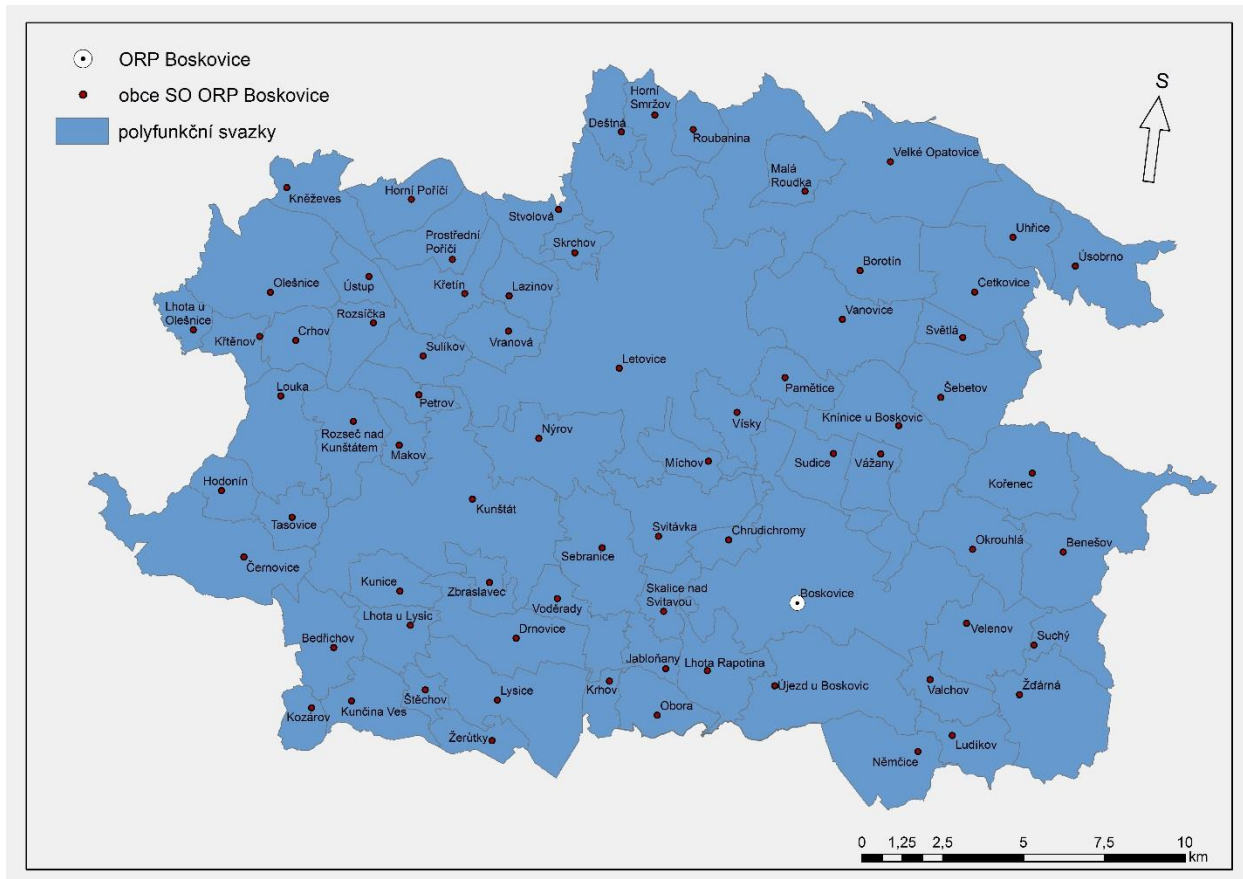 ORP Boskovice
obce SO ORP Boskovice
polyfunkční svazky
S
Horní
Smržov
Deštná
Roubanina
Velké Opatovice
Malá
Roudka
Kněževes
Horní Poříčí
Stvolová
Skrchov
Prostřední
Poříčí
Uhřice
Úsobrno
Borotín
Cetkovice
Olešnice
Ústup
Křetín
Lazinov
Lhota u
Olešnice
Rozsíčka
Vanovice
Křtěnov
Crhov
Vranová
Světlá
Sulíkov
Letovice
Pamětice
Louka
Petrov
Šebetov
Vísky
Knínice u Boskovic
Rozseč nad
Kunštátem
Makov
Nýrov
Míchov
Sudice
Vážany
Hodonín
Kořenec
Kunštát
Tasovice
Svitávka
Chrudichromy
Okrouhlá
Benešov
Sebranice
Černovice
Kunice
Zbraslavec
Voděrady
Skalice nad
Svitavou
Boskovice
Lhota u Lysic
Drnovice
Velenov
Suchý
Bedřichov
Jabloňany
Lhota Rapotina
Krhov
Újezd u Boskovic
Valchov
Ždárná
Štěchov
Lysice
Kozárov
Kunčina Ves
Obora
Žerůtky
Ludíkov
Němčice
0 1,25 2,5 5 7,5 10
km